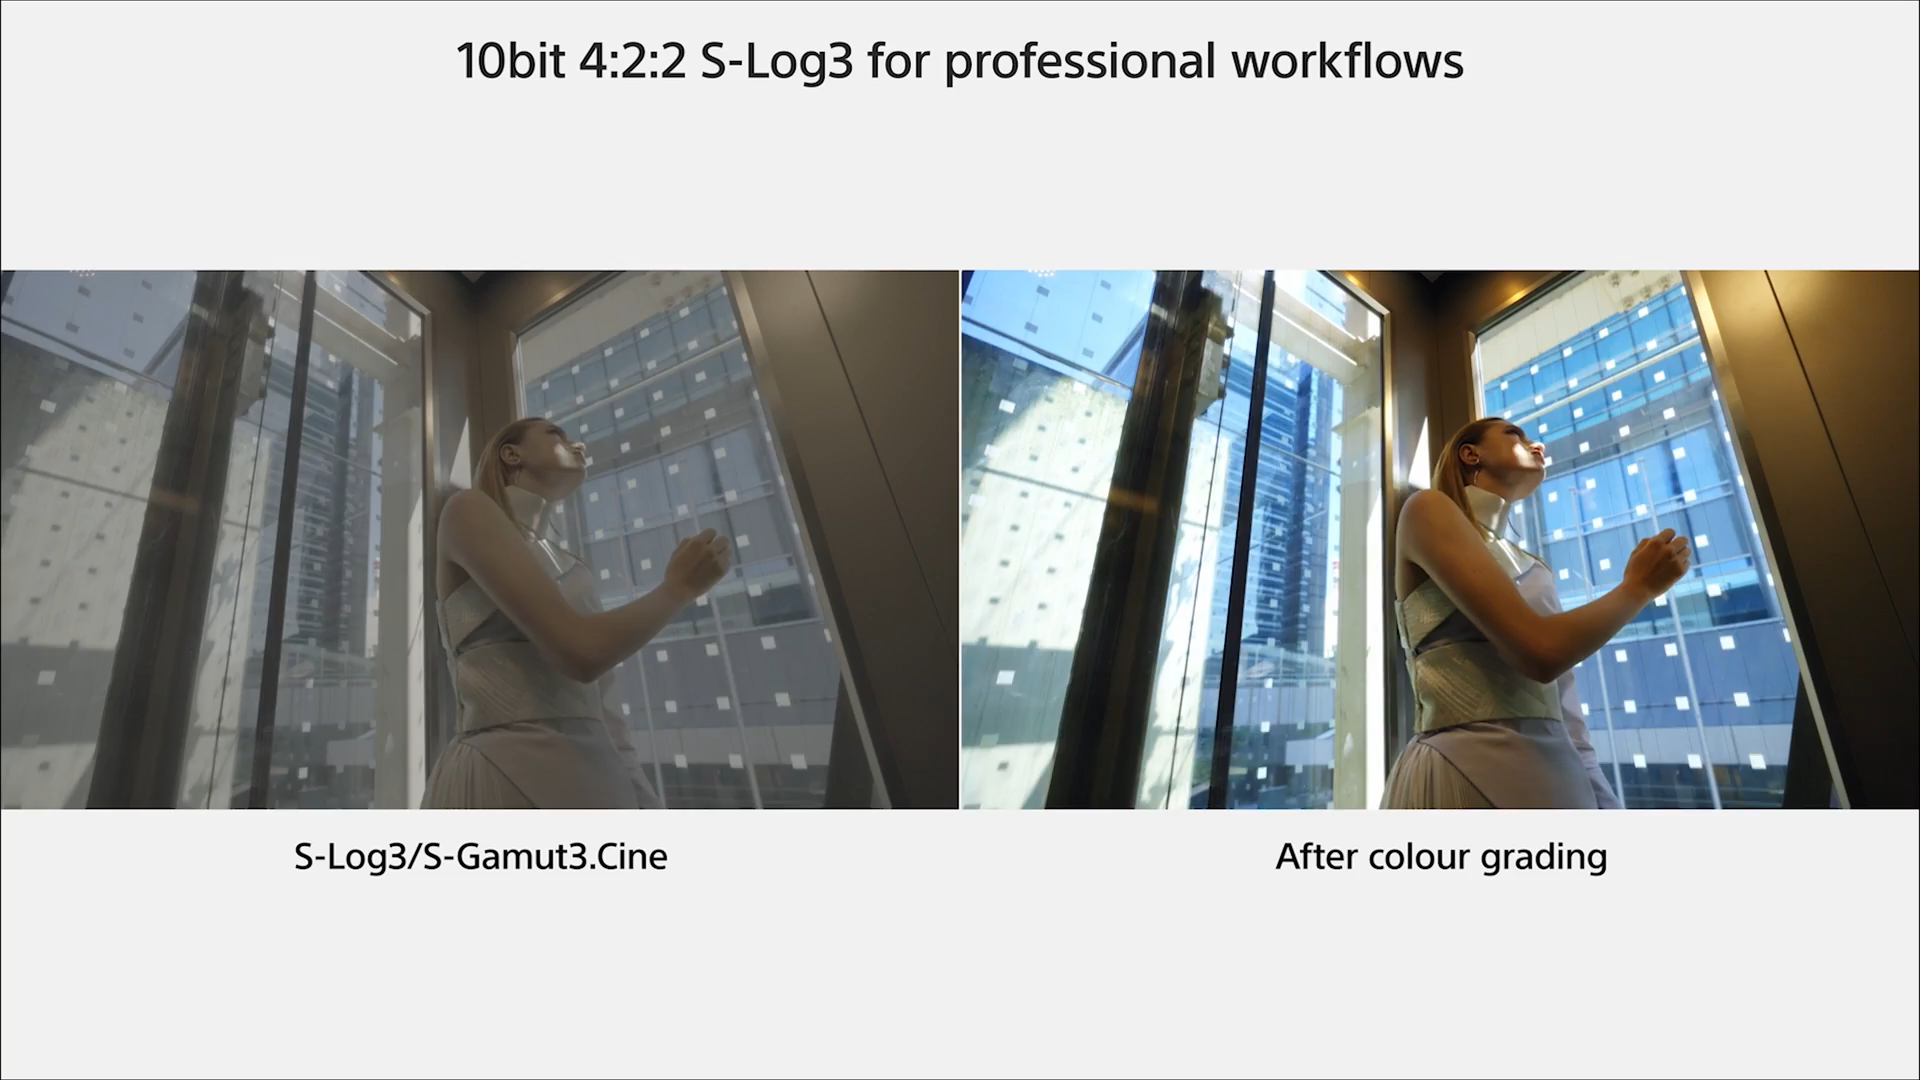 10bit 4:2:2 S-Log3 for professional workflows
S-Log3/S-Gamut3.Cine
After colour grading